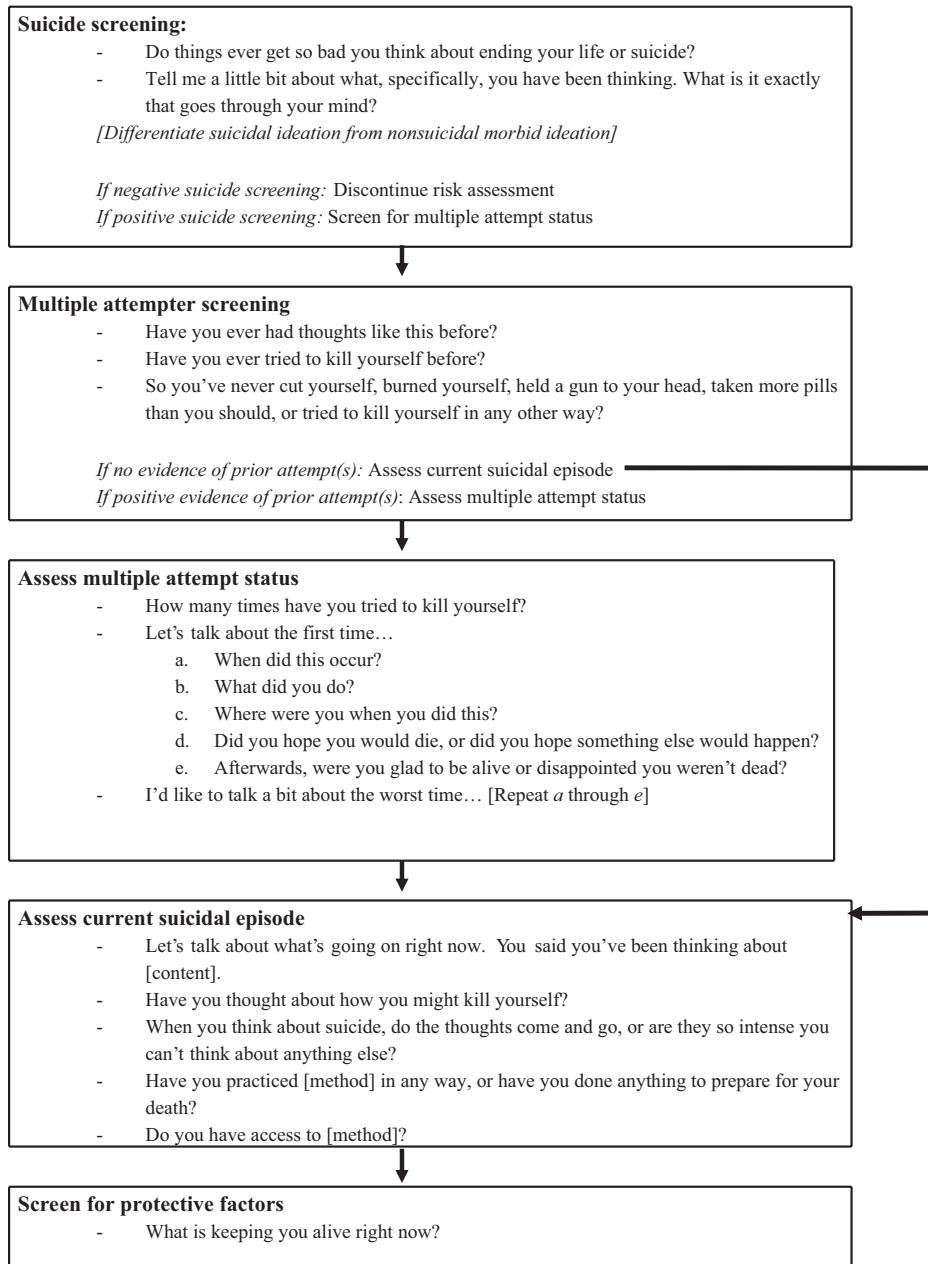 Suicide screening:
- Do things ever get so bad you think about ending your life or suicide?
- Tell me a little bit about what, specifically, you have been thinking. What is it exactly
that goes through your mind?
[Differentiate suicidal ideation from nonsuicidal morbid ideation]
If negative suicide screening: Discontinue risk assessment
If positive suicide screening: Screen for multiple attempt status
Multiple attempter screening
- Have you ever had thoughts like this before?
- Have you ever tried to kill yourself before?
- So you’ve never cut yourself, burned yourself, held a gun to your head, taken more pills
than you should, or tried to kill yourself in any other way?
If no evidence of prior attempt(s): Assess current suicidal episode
If positive evidence of prior attempt(s): Assess multiple attempt status
Assess multiple attempt status
- How many times have you tried to kill yourself?
- Let’s talk about the first time…
a. When did this occur?
b. What did you do?
c. Where were you when you did this?
d. Did you hope you would die, or did you hope something else would happen?
e. Afterwards, were you glad to be alive or disappointed you weren’t dead?
- I’d like to talk a bit about the worst time… [Repeat a through e]
Assess current suicidal episode
- Let’s talk about what’s going on right now. You said you’ve been thinking about
[content].
- Have you thought about how you might kill yourself?
- When you think about suicide, do the thoughts come and go, or are they so intense you
can’t think about anything else?
- Have you practiced [method] in any way, or have you done anything to prepare for your
death?
- Do you have access to [method]?
Screen for protective factors
- What is keeping you alive right now?